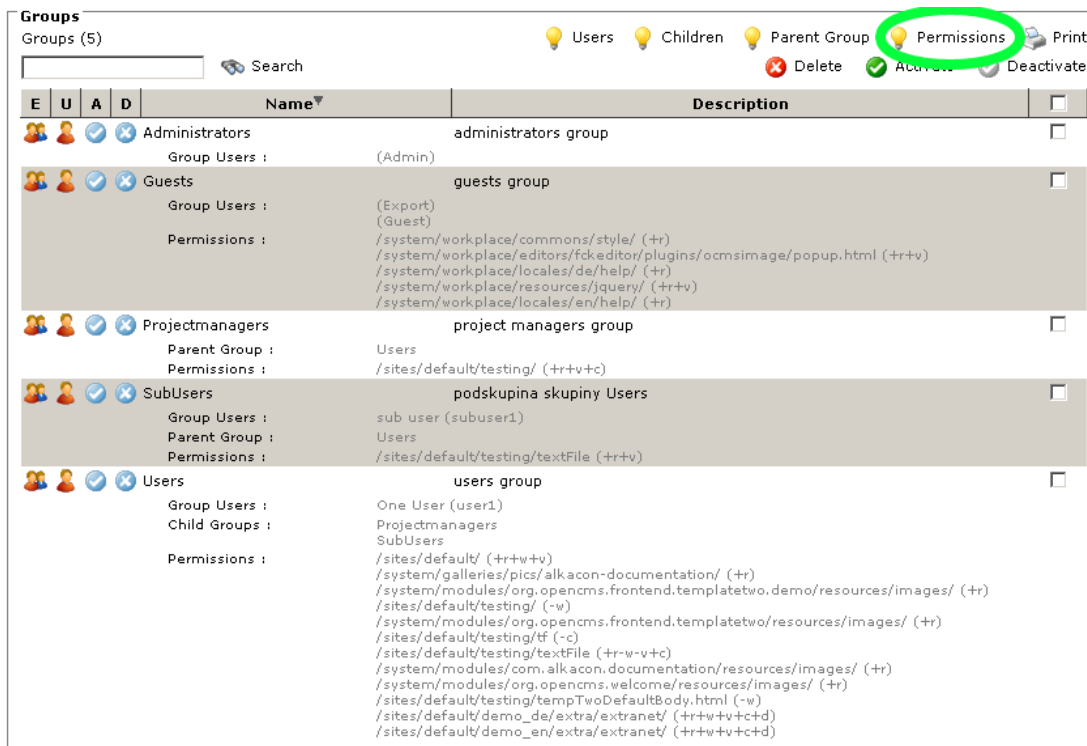 Groups
Groups (5)
Users Children Parent Group Permissions Print
Search Delete Activate Deactivate
E U A D Name Description
Administrators administrators group
Group Users : (Admin)
Guests guests group
Group Users : (Export)
(Guest)
Permissions : /system/workplace/commons/style/ (+r)
/system/workplace/editors/fckeditor/plugins/ocmsimage/popup.html (+r+v)
/system/workplace/locales/de/help/ (+r)
/system/workplace/resources/jquery/ (+r+v)
/system/workplace/locales/en/help/ (+r)
Projectmanagers project managers group
Parent Group : Users
Permissions : /sites/default/testing/ (+r+v+c)
SubUsers podskupina skupiny Users
Group Users : sub user (subuser1)
Parent Group : Users
Permissions : /sites/default/testing/textFile (+r+v)
Users users group
Group Users : One User (user1)
Child Groups : Projectmanagers
SubUsers
Permissions : /sites/default/ (+r+w+v)
/system/galleries/pics/alkacon-documentation/ (+r)
/system/modules/org.opencms.frontend.templatetwo.demo/resources/images/ (+r)
/sites/default/testing/ (-w)
/system/modules/org.opencms.frontend.templatetwo/resources/images/ (+r)
/sites/default/testing/tf (-c)
/sites/default/testing/textFile (+r-w-v+c)
/system/modules/com.alkacon.documentation/resources/images/ (+r)
/system/modules/org.opencms.welcome/resources/images/ (+r)
/sites/default/testing/tempTwoDefaultBody.html (-w)
/sites/default/demo_de/extra/extranet/ (+r+w+v+c+d)
/sites/default/demo_en/extra/extranet/ (+r+w+v+c+d)